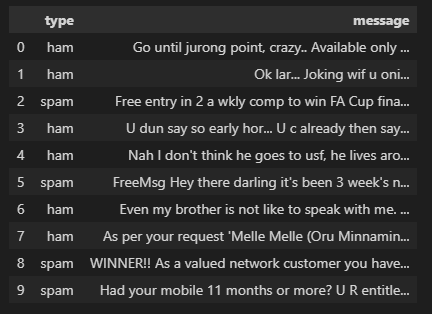 type message
0 ham Go until jurong point, crazy.. Available only ...
1 ham Ok lar... Joking wif u oni...
2 spam Free entry in 2 a wkly comp to win FA Cup fina...
3 ham U dun say so early hor... U c already then say...
4 ham Nah I don't think he goes to usf, he lives aro...
5 spam FreeMsg Hey there darling it's been 3 week's n...
6 ham Even my brother is not like to speak with me. ...
7 ham As per your request 'Melle Melle (Oru Minnamin...
8 spam WINNER!! As a valued network customer you have...
9 spam Had your mobile 11 months or more? U R entitle...